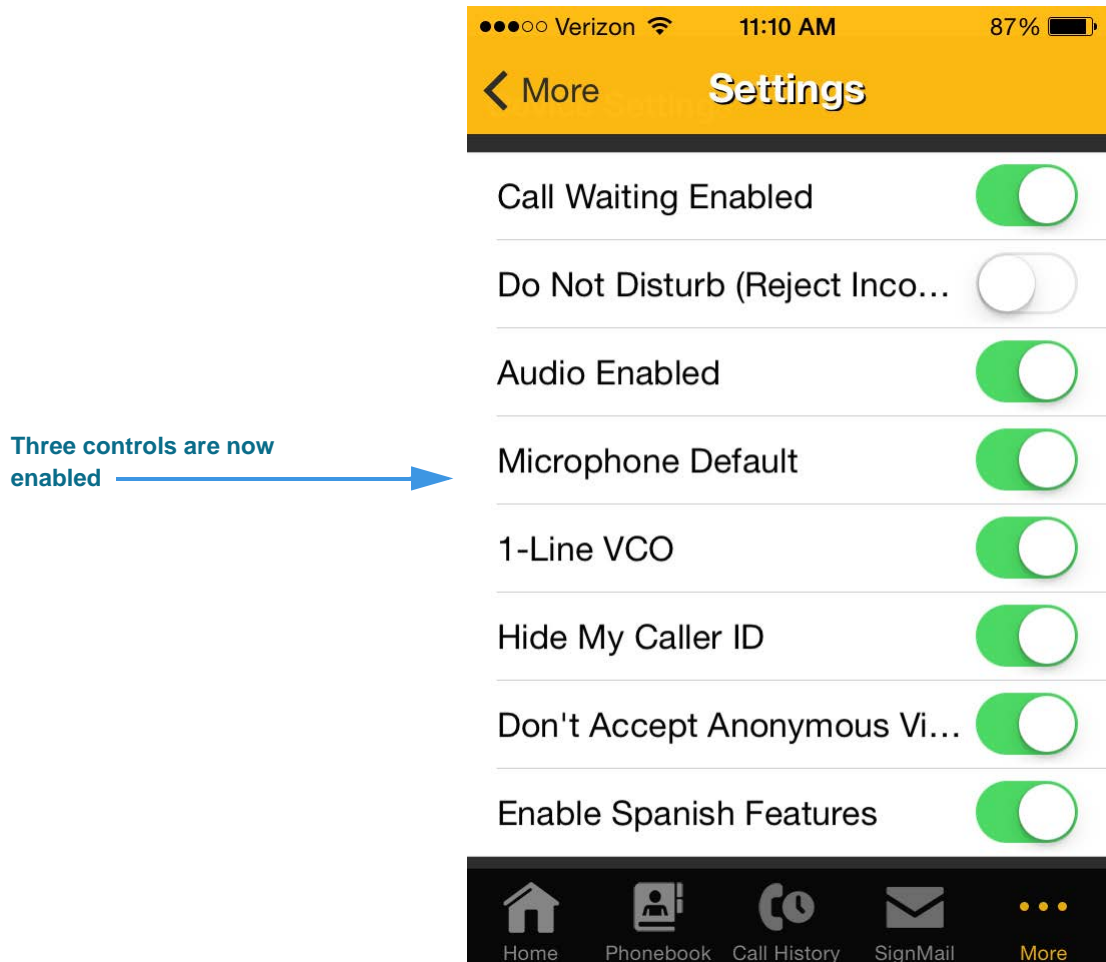 Verizon 11:10 AM 87%
More Settings
Device Settings
Call Waiting Enabled
Do Not Disturb (Reject Inco...
Audio Enabled
Three controls are now
enabled
Microphone Default
1-Line VCO
Hide My Caller ID
Don't Accept Anonymous Vi...
Enable Spanish Features
Home Phonebook Call History SignMail More